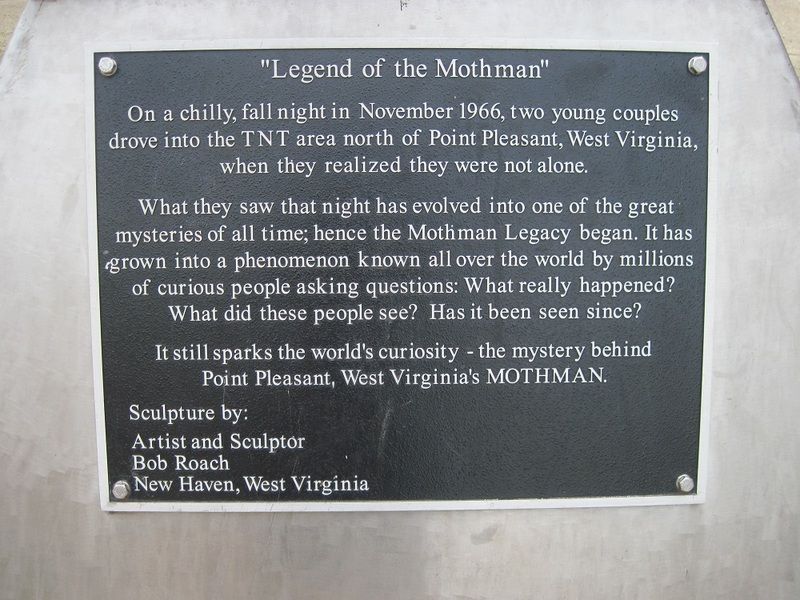 "Legend of the Mothman"
On a chilly, fall night in November 1966, two young couples
drove into the TNT area north of Point Pleasant, West Virginia,
when they realized they were not alone.
What they saw that night has evolved into one of the great
mysteries of all time; hence the Mothman Legacy began. It has
grown into a phenomenon known all over the world by millions
of curious people asking questions: What really happened?
What did these people see? Has it been seen since?
It still sparks the world's curiosity - the mystery behind
Point Pleasant, West Virginia's MOTHMAN.
Sculpture by:
Artist and Sculptor
Bob Roach
New Haven, West Virginia